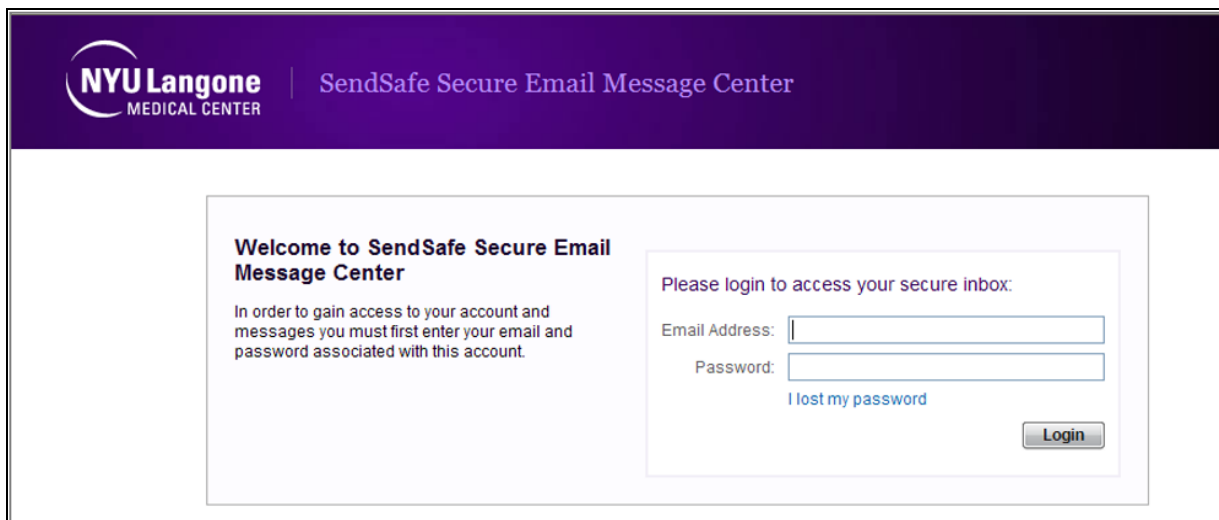 NYU Langone
MEDICAL CENTER
SendSafe Secure Email Message Center
Welcome to SendSafe Secure Email
Message Center
In order to gain access to your account and
messages you must first enter your email and
password associated with this account.
Please login to access your secure inbox:
Email Address:
Password:
I lost my password
Login